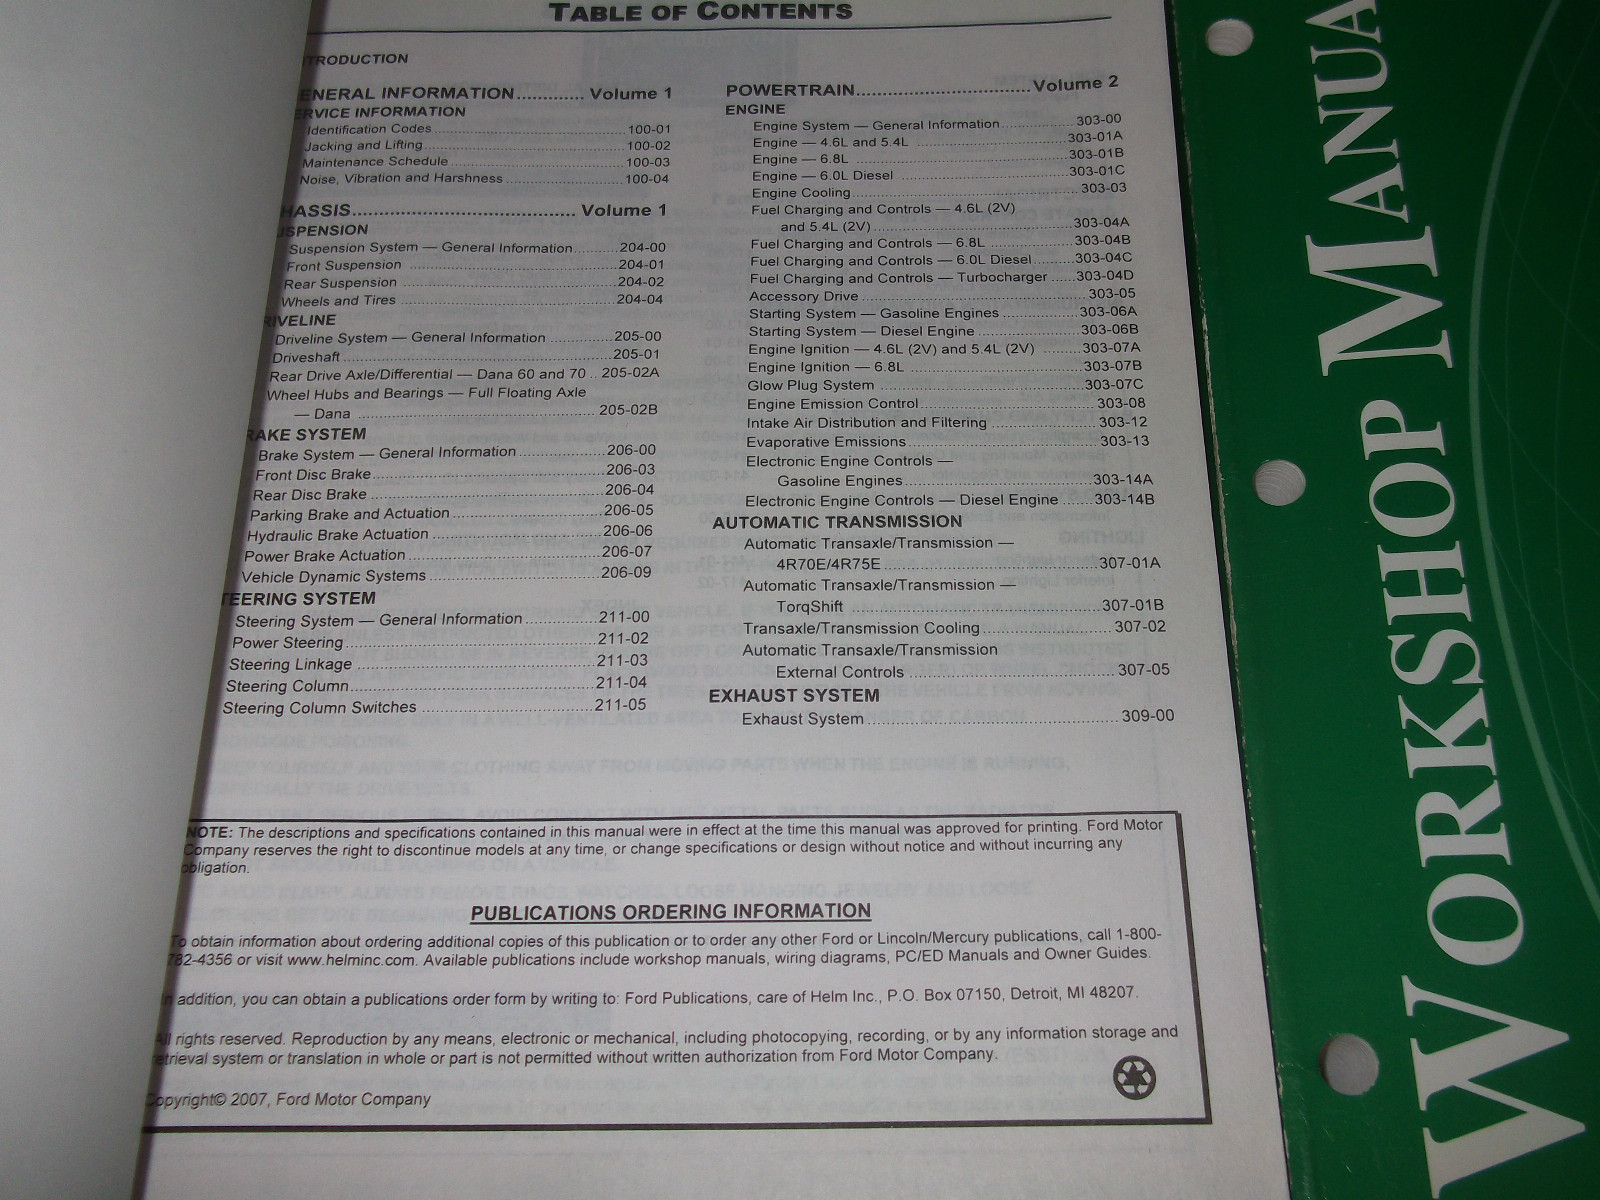 TABLE OF CONTENTS
TRODUCTION
ENERAL INFORMATION............ Volume 1
ERVICE INFORMATION
Identification Codes........100-01
Jacking and Lifting........100-02
Maintenance Schedule........100-03
Noise, Vibration and Harshness........100-04
HASSIS........ Volume 1
SPENSION
Suspension System — General Information........204-00
Front Suspension ........204-01
Rear Suspension ........204-02
Wheels and Tires ........204-04
RIVELINE
Driveline System — General Information ........205-00
Driveshaft........205-01
Rear Drive Axle/Differential — Dana 60 and 70 .. 205-02A
Wheel Hubs and Bearings — Full Floating Axle
— Dana ........205-02B
RAKE SYSTEM
Brake System — General Information ........206-00
Front Disc Brake........206-03
Rear Disc Brake ........206-04
Parking Brake and Actuation ........206-05
Hydraulic Brake Actuation ........206-06
Power Brake Actuation ........206-07
Vehicle Dynamic Systems ........206-09
TEERING SYSTEM
Steering System — General Information ........211-00
Power Steering........211-02
Steering Linkage ........211-03
Steering Column........211-04
Steering Column Switches ........211-05
POWERTRAIN........Volume 2
ENGINE
Engine System — General Information........303-00
Engine — 4.6L and 5.4L ........303-01A
Engine — 6.8L ........303-01B
Engine — 6.0L Diesel ........303-01C
Engine Cooling........303-03
Fuel Charging and Controls — 4.6L (2V)
and 5.4L (2V) ........303-04A
Fuel Charging and Controls — 6.8L ........303-04B
Fuel Charging and Controls — 6.0L Diesel........303-04C
Fuel Charging and Controls — Turbocharger ......303-04D
Accessory Drive ........303-05
Starting System — Gasoline Engines ........303-06A
Starting System — Diesel Engine ........303-06B
Engine Ignition — 4.6L (2V) and 5.4L (2V) ........303-07A
Engine Ignition — 6.8L ........303-07B
Glow Plug System ........303-07C
Engine Emission Control........303-08
Intake Air Distribution and Filtering ........303-12
Evaporative Emissions........303-13
Electronic Engine Controls —
Gasoline Engines........303-14A
Electronic Engine Controls — Diesel Engine ......303-14B
AUTOMATIC TRANSMISSION
Automatic Transaxle/Transmission —
4R70E/4R75E ........307-01A
Automatic Transaxle/Transmission —
TorqShift ........307-01B
Transaxle/Transmission Cooling........307-02
Automatic Transaxle/Transmission
External Controls ........307-05
EXHAUST SYSTEM
Exhaust System........309-00
NOTE: The descriptions and specifications contained in this manual were in effect at the time this manual was approved for printing. Ford Motor
Company reserves the right to discontinue models at any time, or change specifications or design without notice and without incurring any
obligation.
PUBLICATIONS ORDERING INFORMATION
To obtain information about ordering additional copies of this publication or to order any other Ford or Lincoln/Mercury publications, call 1-800-
782-4356 or visit www.helminc.com. Available publications include workshop manuals, wiring diagrams, PC/ED Manuals and Owner Guides.
In addition, you can obtain a publications order form by writing to: Ford Publications, care of Helm Inc., P.O. Box 07150, Detroit, MI 48207.
All rights reserved. Reproduction by any means, electronic or mechanical, including photocopying, recording, or by any information storage and
retrieval system or translation in whole or part is not permitted without written authorization from Ford Motor Company.
Copyright© 2007, Ford Motor Company
WORKSHOP MANUA